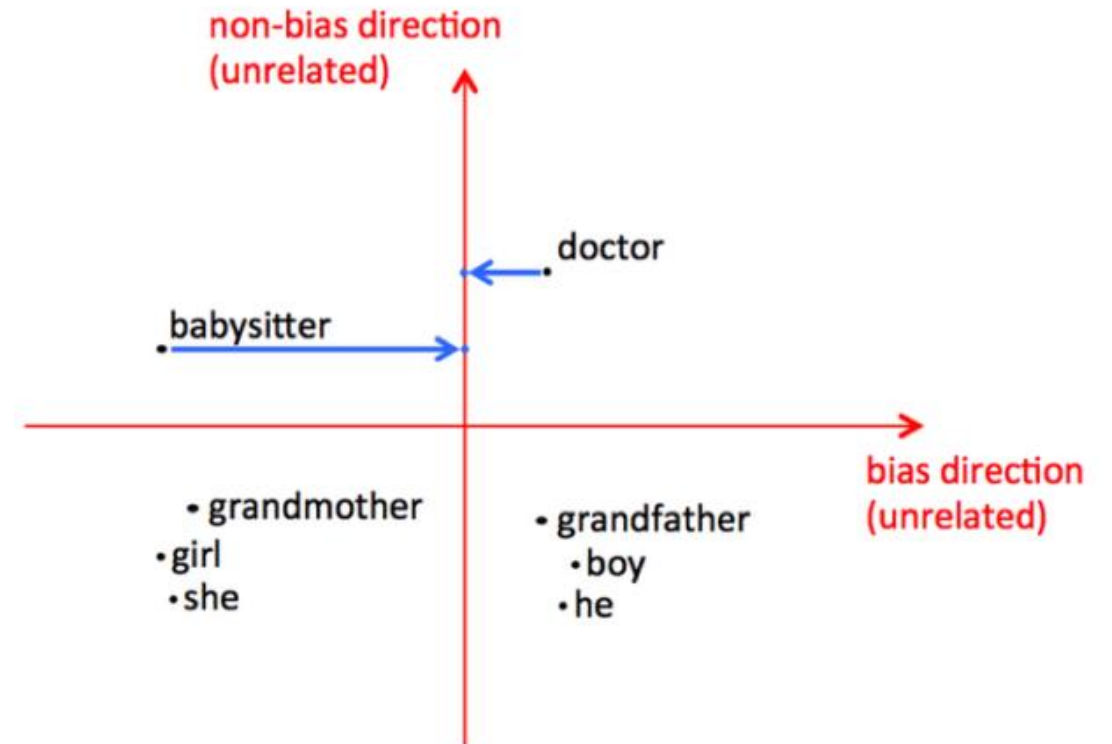 non-bias direction
(unrelated)
doctor
babysitter
bias direction
(unrelated)
grandmother
grandfather
girl
boy
she
he